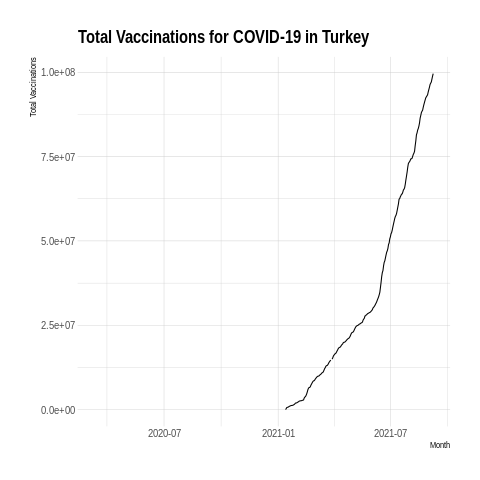 Total Vaccinations for COVID-19 in Turkey
Total Vaccinations
1.0e+08
7.5e+07
5.0e+07
2.5e+07
0.0e+00
2020-07 2021-01 2021-07
Month